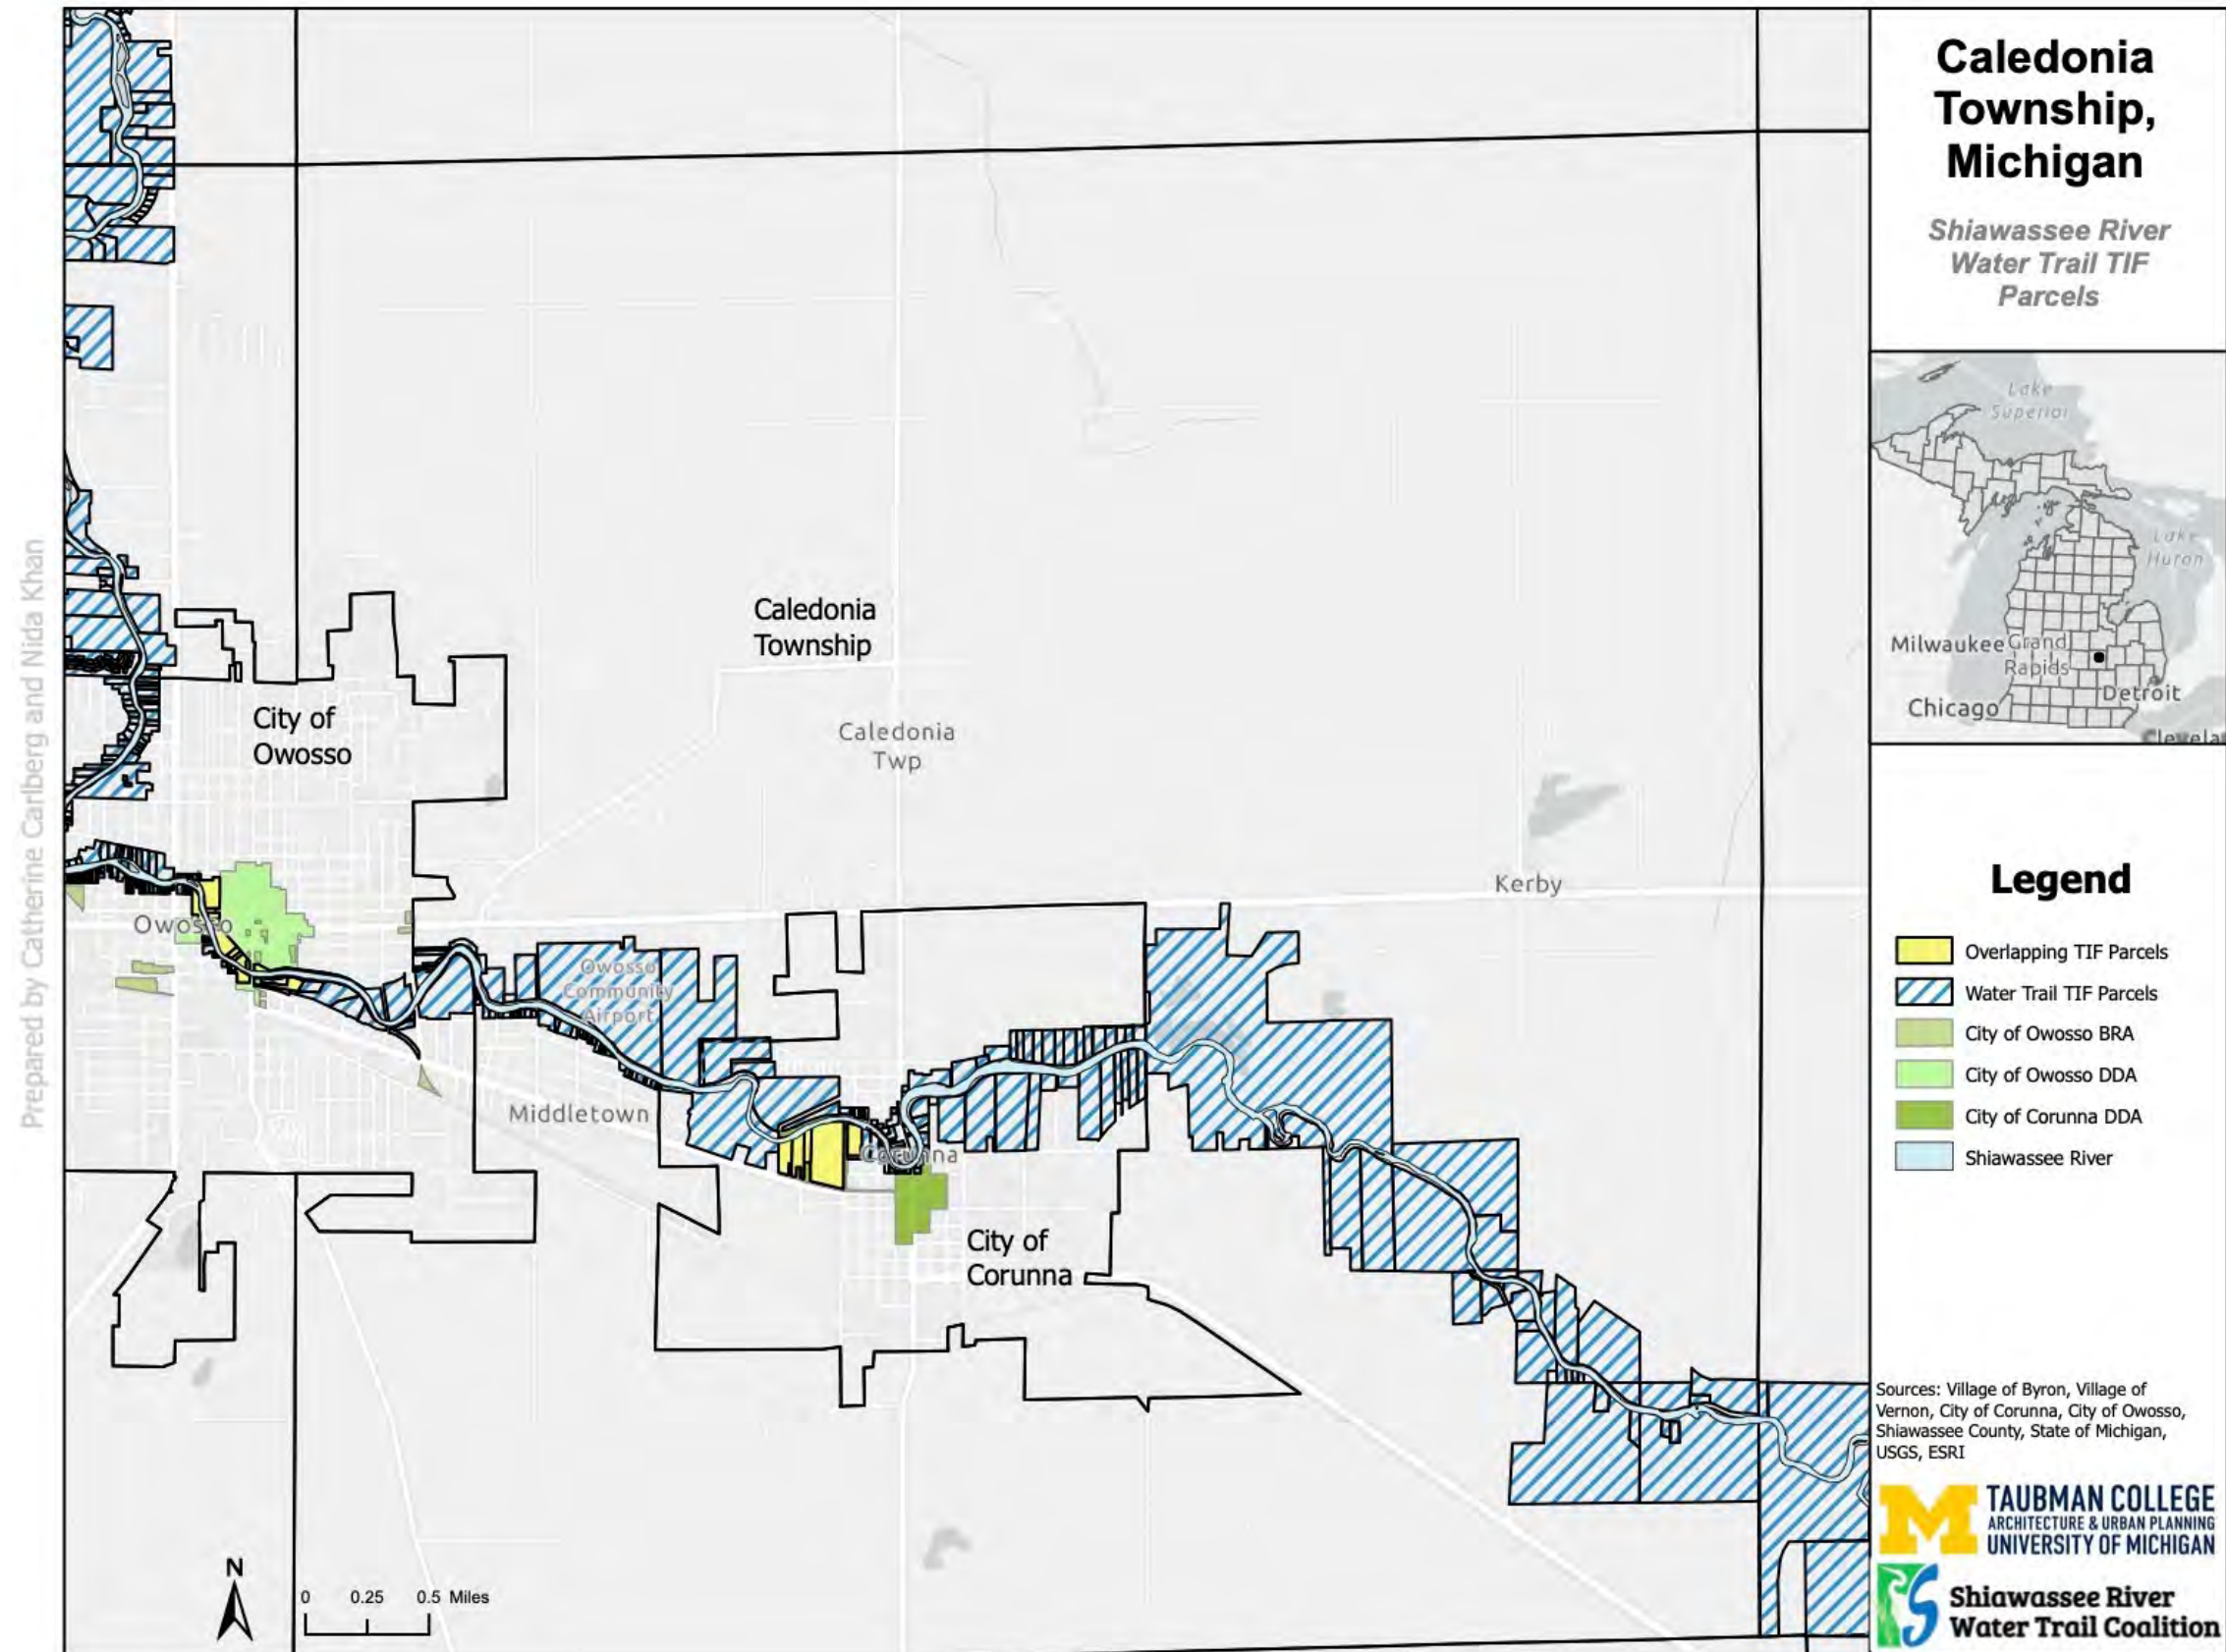 Caledonia
Township,
Michigan
Shiawassee River
Water Trail TIF
Parcels
Lake
Superior
Lake
Huron
Milwaukee
Grand
Rapids
Detroit
Chicago
Prepared by Catherine Carlberg and Nida Khan
Caledonia
Township
City of
Owosso
Caledonia
Twp
Kerby
Owosso
Owosso
Community
Airport
Middletown
Corunna
City of
Corunna
N
0 0.25 0.5 Miles
Legend
Overlapping TIF Parcels
Water Trail TIF Parcels
City of Owosso BRA
City of Owosso DDA
City of Corunna DDA
Shiawassee River
Sources: Village of Byron, Village of
Vernon, City of Corunna, City of Owosso,
Shiawassee County, State of Michigan,
USGS, ESRI
M
TAUBMAN COLLEGE
ARCHITECTURE & URBAN PLANNING
UNIVERSITY OF MICHIGAN
Shiawassee River
Water Trail Coalition